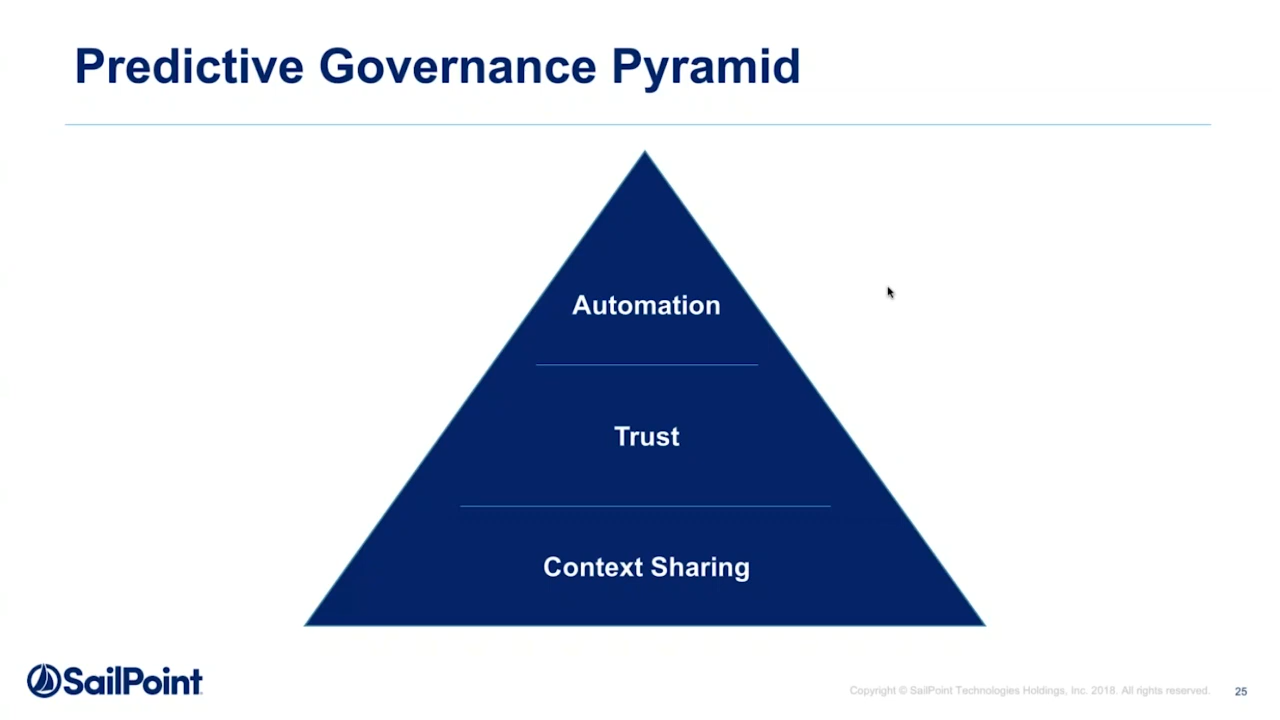 Predictive Governance Pyramid
Automation
Trust
Context Sharing
SailPoint
Copyright © SailPoint Technologies Holdings, Inc. 2018. All rights reserved.
25